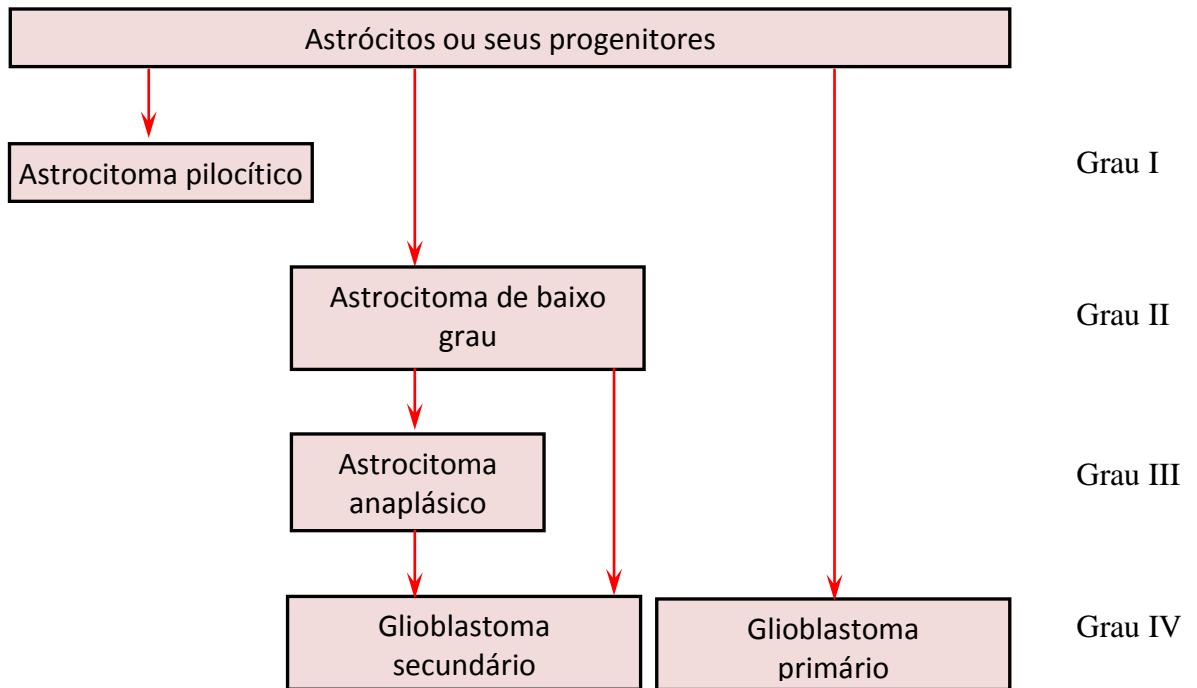 Astrócitos ou seus progenitores
Astrocitoma pilocítico
Grau I
Astrocitoma de baixo
grau
Grau II
Astrocitoma
anaplásico
Grau III
Glioblastoma
secundário
Glioblastoma
primário
Grau IV